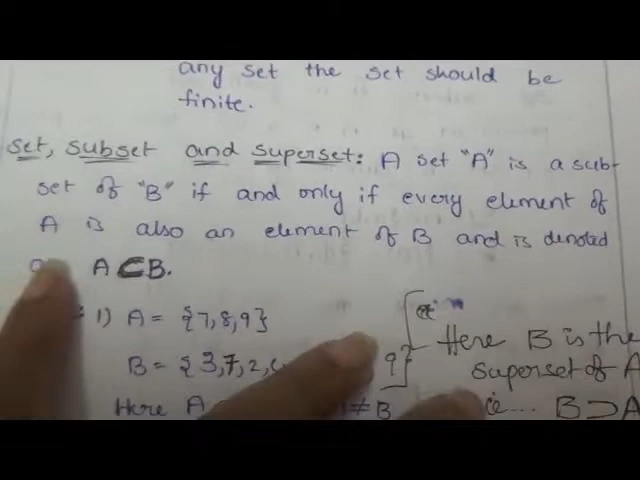 any set the set should be
finite.
set, subset and superset: A set "A" is a sub-
set of "B" if and only if every element of
A is also an element of B and is denoted
A ⊂ B.
1) A = {7,8,9}
B = {3,7,2, 9}
Here B is the
superset of A
Here A ≠ B
ie... B ⊃ A